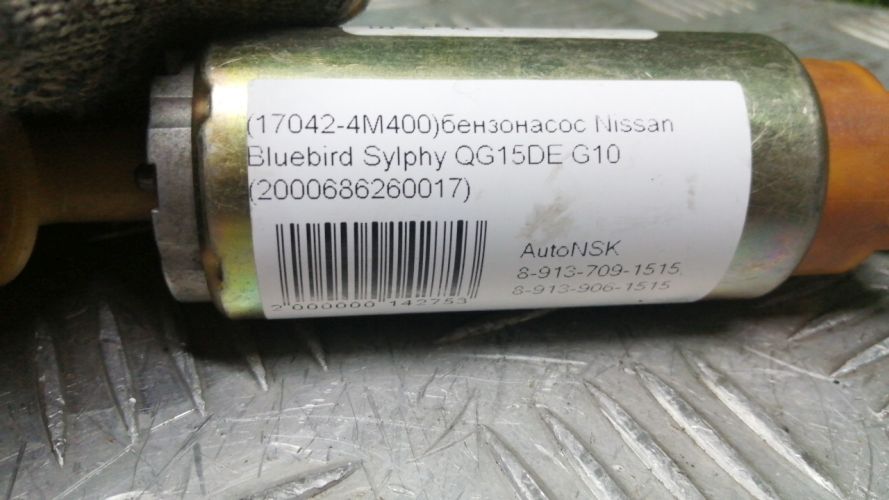 (17042-4M400)бензонасос Nissan
Bluebird Sylphy QG15DE G10
(2000686260017)
AutoNSK
8-913-709-1515,
8-913-906-1515
2 000000 142753